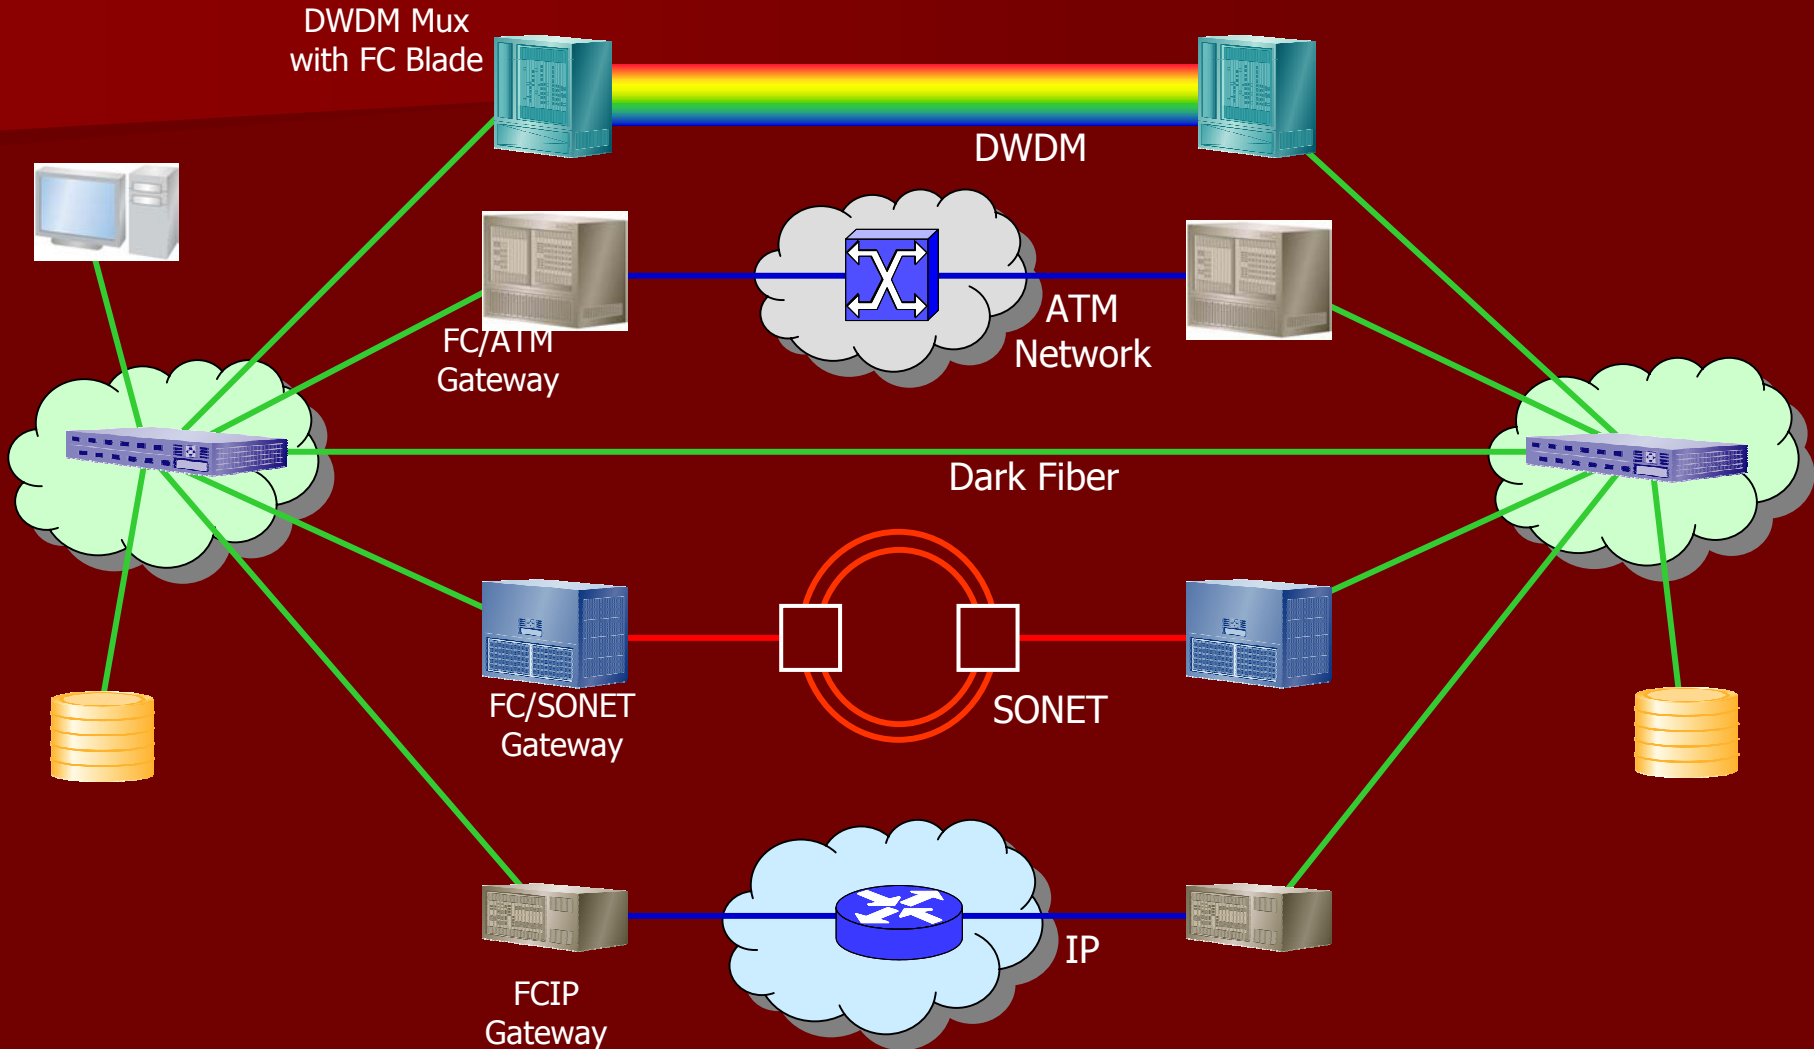 DWDM Mux
with FC Blade
DWDM
FC/ATM
Gateway
ATM
Network
Dark Fiber
FC/SONET
Gateway
SONET
FCIP
Gateway
IP